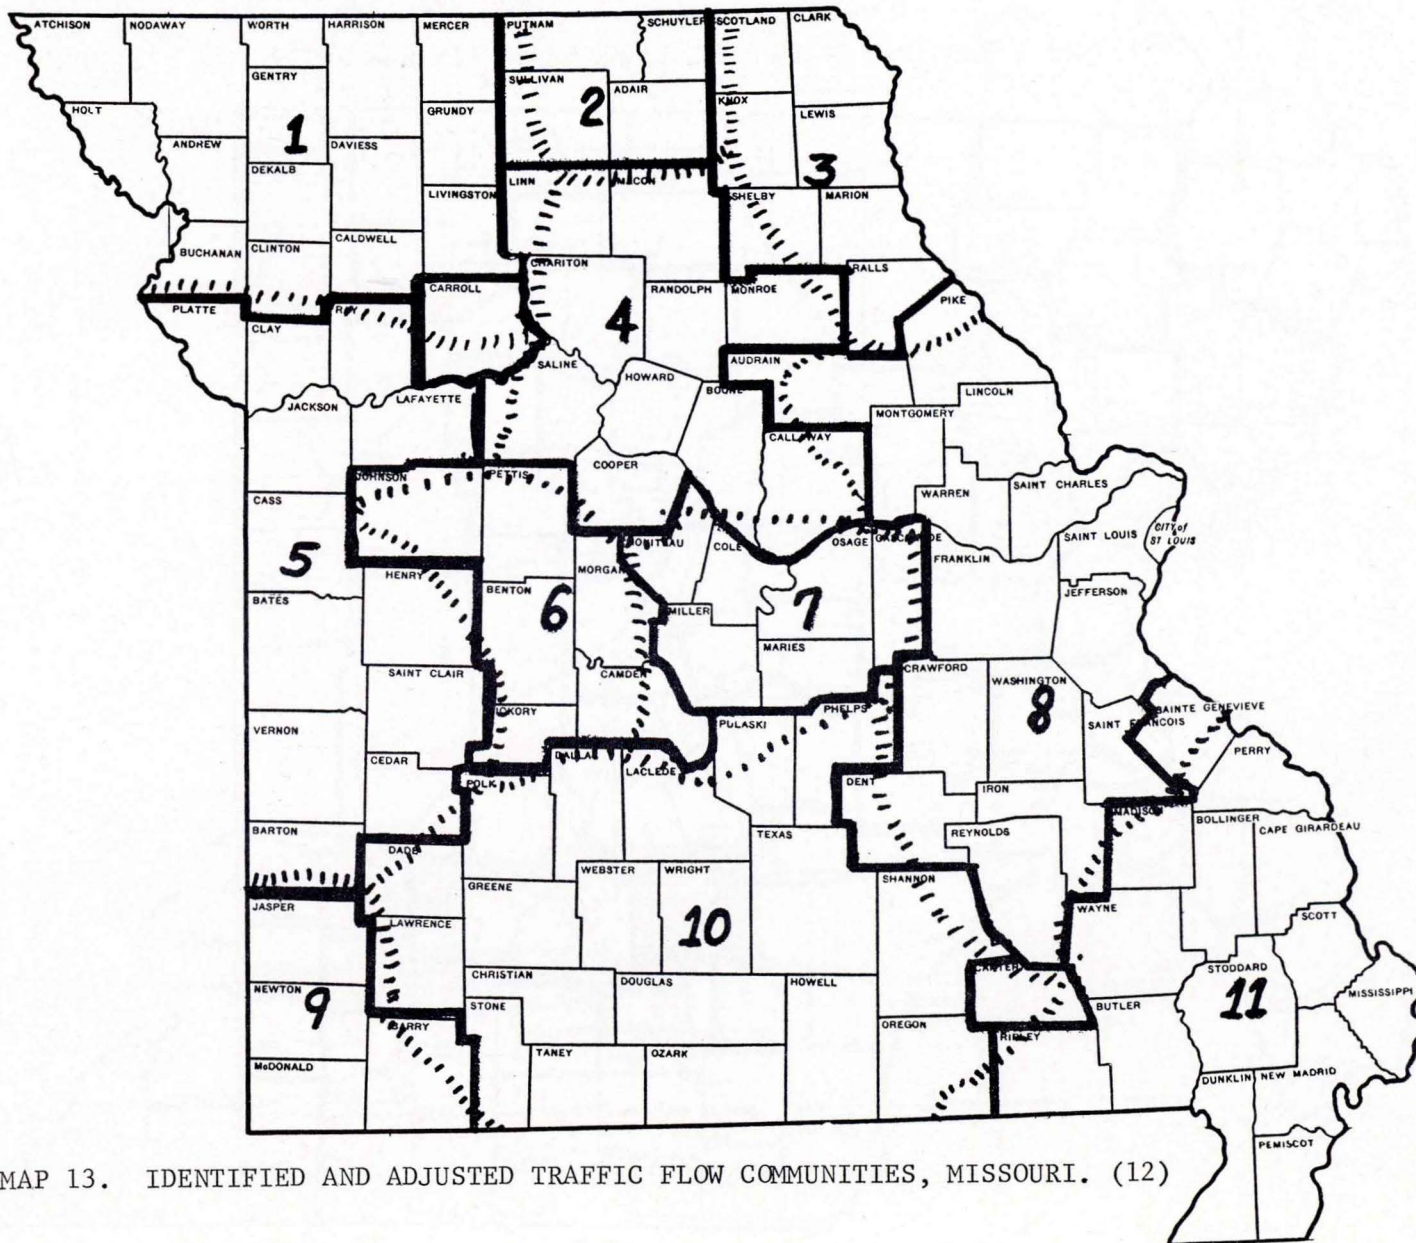 ATCHISON
NODAWAY
WORTH
HARRISON
MERCER
PUTNAM
SCHUYLER
SCOTLAND
CLARK
GENTRY
SULLIVAN
ADAIR
KNOX
HOLT
GRUNDY
LEWIS
1
2
3
ANDREW
DAVIESS
DEKALB
LINN
MACON
LIVINGSTON
SHELBY
MARION
BUCHANAN
CLINTON
CALDWELL
CHARITON
RALLS
CARROLL
RANDOLPH
MONROE
PIKE
PLATTE
RAY
CLAY
4
SALINE
AUDRAIN
HOWARD
BOONE
LINCOLN
JACKSON
LAFAYETTE
MONTGOMERY
CALLAWAY
COOPER
JOHNSON
PETTIS
SAINT CHARLES
WARREN
CASS
CITY of
ST LOUIS
SAINT LOUIS
MONITEAU
COLE
OSAGE
GASCONADE
FRANKLIN
5
HENRY
MORGAN
BENTON
JEFFERSON
BATES
6
MILLER
7
MARIES
SAINT CLAIR
CAMDEN
CRAWFORD
WASHINGTON
8
HICKORY
PULASKI
PHELPS
SAINTE GENEVIEVE
SAINT FRANCOIS
VERNON
CEDAR
DALLAS
LACLEDE
PERRY
POLK
DENT
IRON
MADISON
BOLLINGER
CAPE GIRARDEAU
BARTON
TEXAS
REYNOLDS
DADE
WEBSTER
WRIGHT
SHANNON
GREENE
JASPER
WAYNE
LAWRENCE
10
SCOTT
CHRISTIAN
CARTER
STODDARD
NEWTON
9
DOUGLAS
HOWELL
11
MISSISSIPPI
STONE
BUTLER
BARRY
OREGON
RIPLEY
TANEY
OZARK
McDONALD
DUNKLIN
NEW MADRID
PEMISCOT
MAP 13. IDENTIFIED AND ADJUSTED TRAFFIC FLOW COMMUNITIES, MISSOURI. (12)